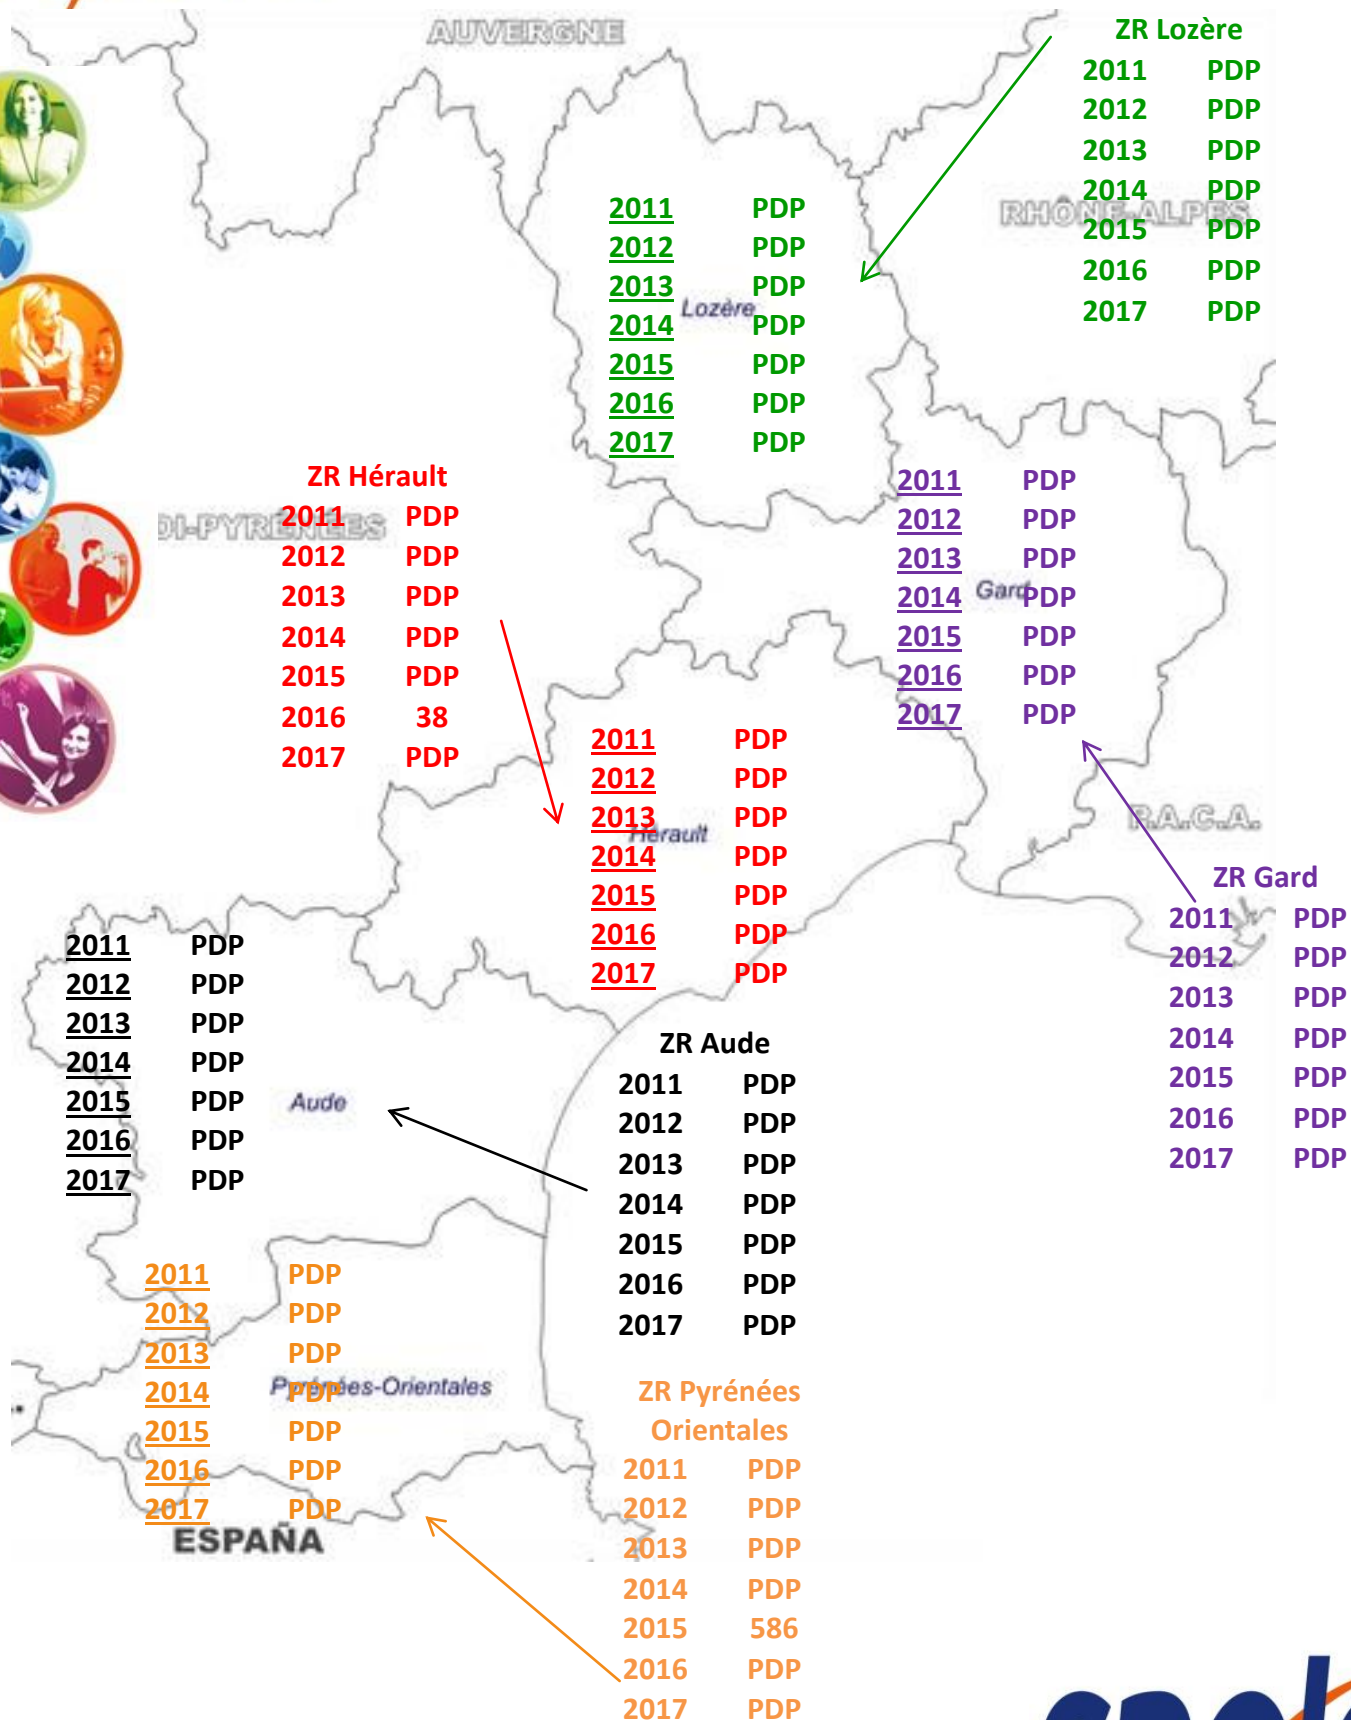 AUVERGNE
ZR Lozère
2011 PDP
2012 PDP
2013 PDP
2014 PDP
2015 PDP
2016 PDP
2017 PDP
RHÔNE-ALPES
2011 PDP
2012 PDP
2013 PDP
2014 PDP
2015 PDP
2016 PDP
2017 PDP
Lozère
ZR Hérault
2011 PDP
2012 PDP
2013 PDP
2014 PDP
2015 PDP
2016 38
2017 PDP
DI-PYRÉNÉES
2011 PDP
2012 PDP
2013 PDP
2014 PDP
2015 PDP
2016 PDP
2017 PDP
Gard
2011 PDP
2012 PDP
2013 PDP
2014 PDP
2015 PDP
2016 PDP
2017 PDP
Hérault
R.A.C.A.
ZR Gard
2011 PDP
2012 PDP
2013 PDP
2014 PDP
2015 PDP
2016 PDP
2017 PDP
2011 PDP
2012 PDP
2013 PDP
2014 PDP
2015 PDP
2016 PDP
2017 PDP
Aude
ZR Aude
2011 PDP
2012 PDP
2013 PDP
2014 PDP
2015 PDP
2016 PDP
2017 PDP
2011 PDP
2012 PDP
2013 PDP
2014 PDP
2015 PDP
2016 PDP
2017 PDP
Pyrénées-Orientales
ESPAÑA
ZR Pyrénées
Orientales
2011 PDP
2012 PDP
2013 PDP
2014 PDP
2015 586
2016 PDP
2017 PDP